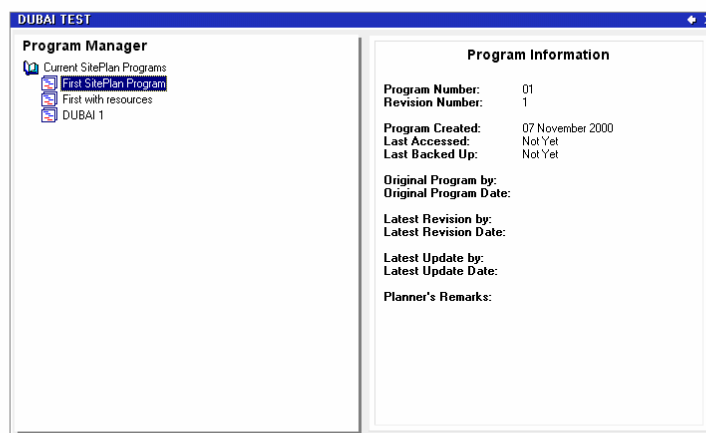 DUBAI TEST
Program Manager
Current SitePlan Programs
First SitePlan Program
First with resources
DUBAI 1
Program Information
Program Number: 01
Revision Number: 1
Program Created: 07 November 2000
Last Accessed: Not Yet
Last Backed Up: Not Yet
Original Program by:
Original Program Date:
Latest Revision by:
Latest Revision Date:
Latest Update by:
Latest Update Date:
Planner's Remarks: